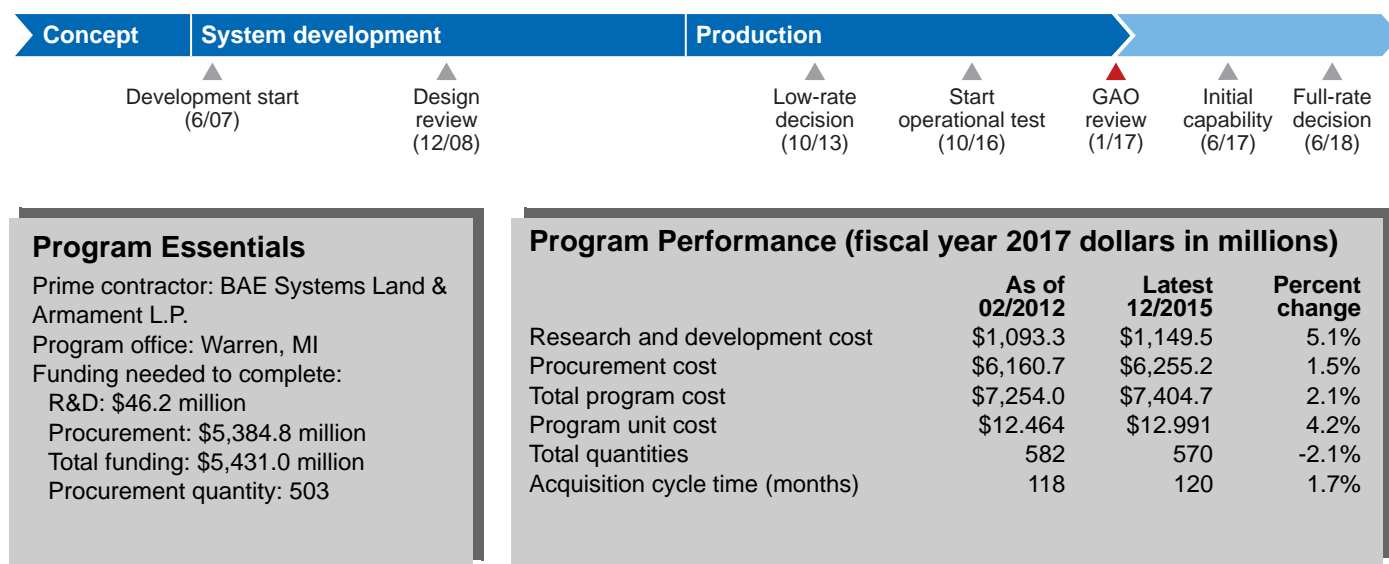 Concept System development Production
Development start
(6/07)
Design
review
(12/08)
Low-rate
decision
(10/13)
Start
operational test
(10/16)
GAO
review
(1/17)
Initial
capability
(6/17)
Full-rate
decision
(6/18)
Program Essentials
Prime contractor: BAE Systems Land &
Armament L.P.
Program office: Warren, MI
Funding needed to complete:
R&D: $46.2 million
Procurement: $5,384.8 million
Total funding: $5,431.0 million
Procurement quantity: 503
Program Performance (fiscal year 2017 dollars in millions)
As of Latest Percent
02/2012 12/2015 change
Research and development cost $1,093.3 $1,149.5 5.1%
Procurement cost $6,160.7 $6,255.2 1.5%
Total program cost $7,254.0 $7,404.7 2.1%
Program unit cost $12.464 $12.991 4.2%
Total quantities 582 570 -2.1%
Acquisition cycle time (months) 118 120 1.7%